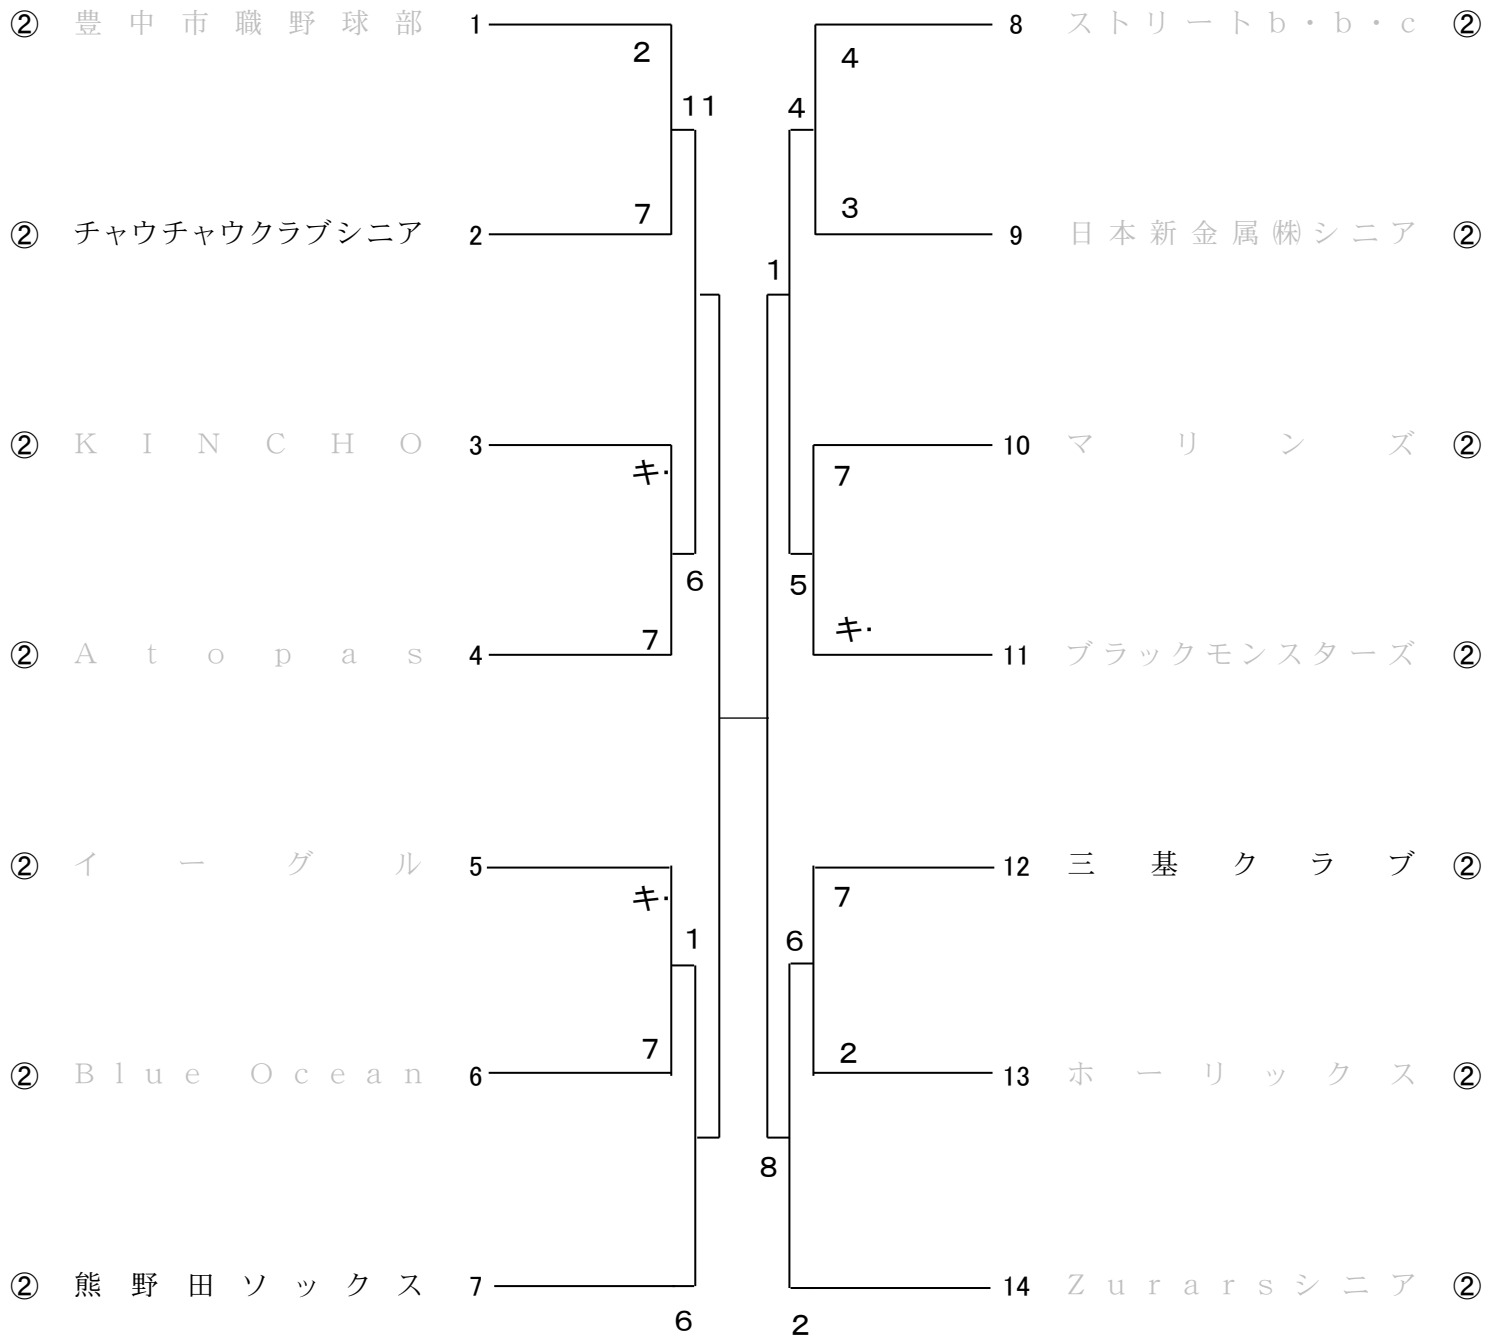 ② 豊中市職野球部 1
8 ストリートb・b・c ②
2
4
11
4
7
3
② チャウチャウクラブシニア 2
9 日本新金属㈱シニア ②
1
② KINCHO 3
10 マリンズ ②
キ.
7
6
5
7
キ.
② Atopas 4
11 ブラックモンスターズ ②
② イーグル 5
12 三基クラブ ②
キ.
7
1
6
7
2
② Blue Ocean 6
13 ホーリックス ②
8
② 熊野田ソックス 7
14 Zurarsシニア ②
6
2